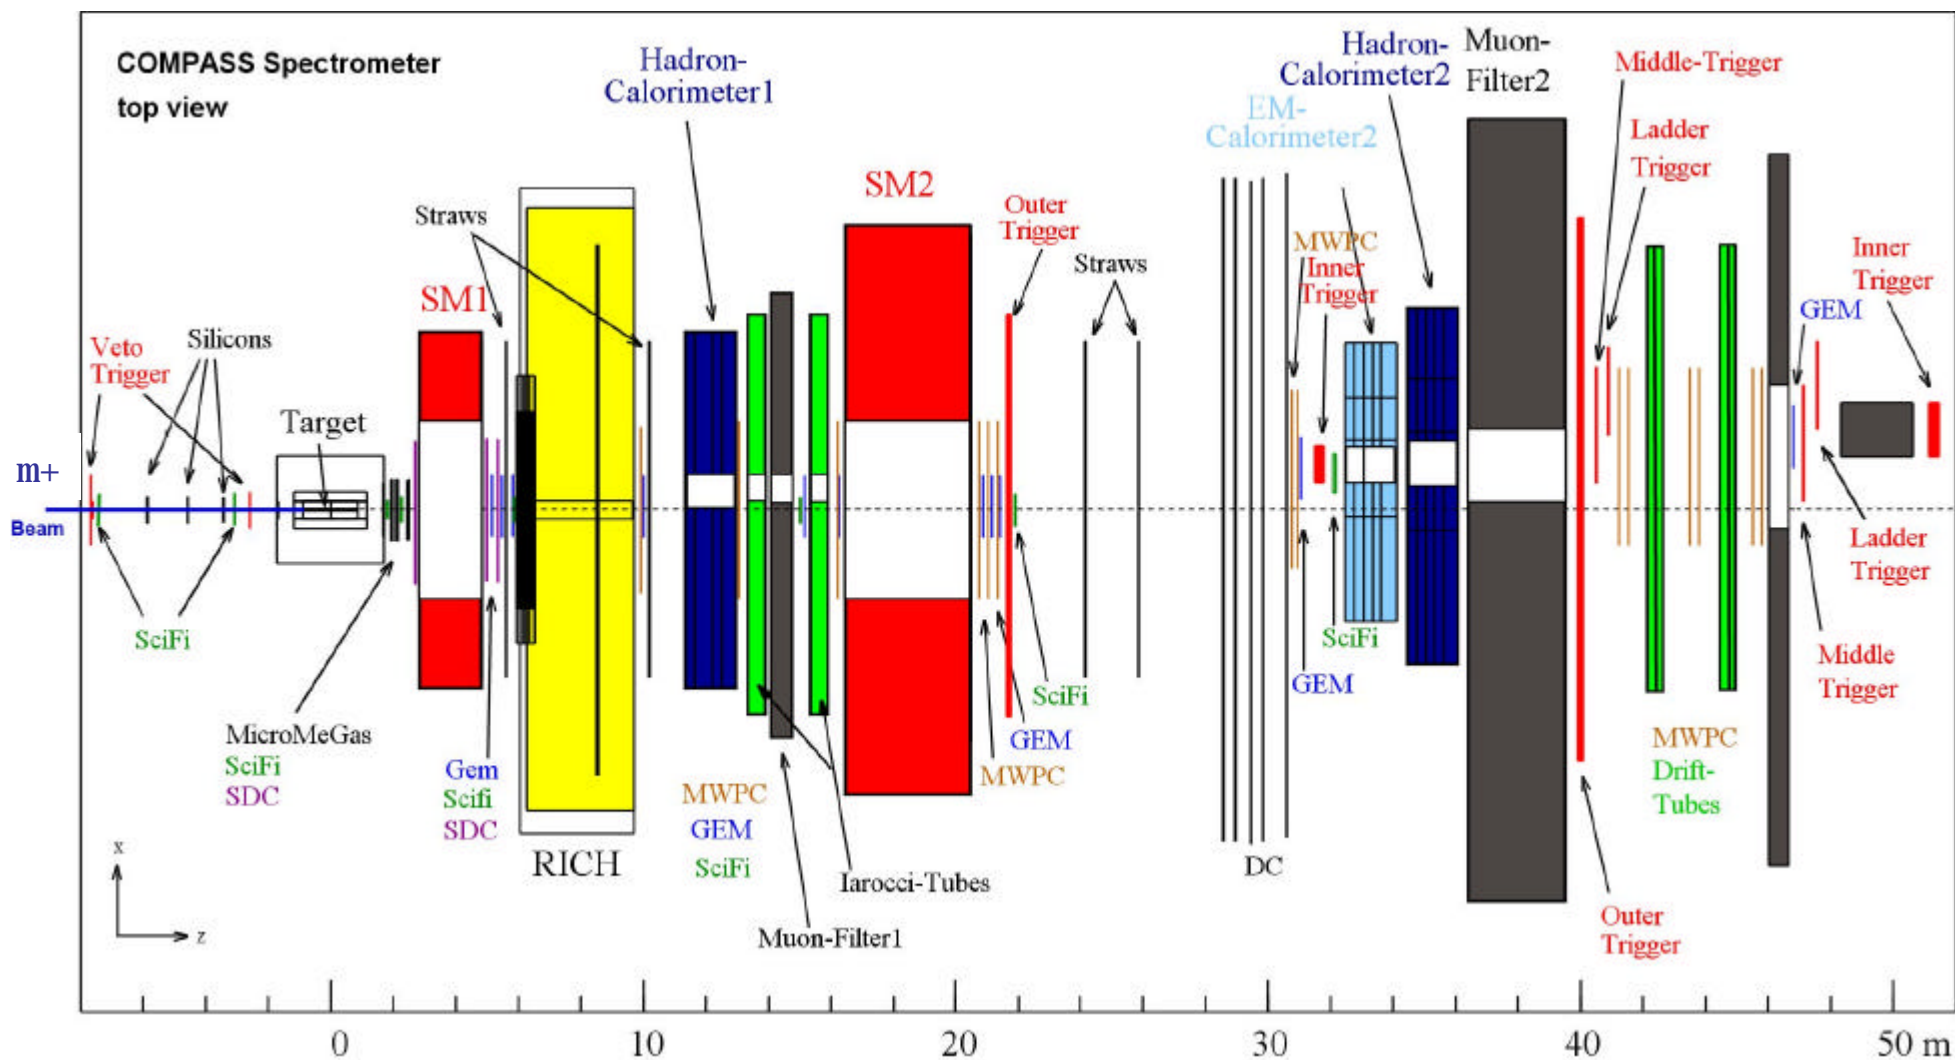 COMPASS Spectrometer
top view
Hadron-
Calorimeter1
Hadron-
Calorimeter2
Muon-
Filter2
EM-
Calorimeter2
Middle-Trigger
Ladder
Trigger
SM2
Straws
Outer
Trigger
Straws
MWPC
Inner
Trigger
Inner
Trigger
GEM
SM1
Veto
Trigger
Silicons
Target
m+
Beam
SciFi
MicroMeGas
SciFi
SDC
Gem
Scifi
SDC
RICH
MWPC
GEM
SciFi
Muon-Filter1
Iarocci-Tubes
SciFi
GEM
MWPC
DC
GEM
SciFi
MWPC
Drift-
Tubes
Ladder
Trigger
Middle
Trigger
Outer
Trigger
x
z
0
10
20
30
40
50 m